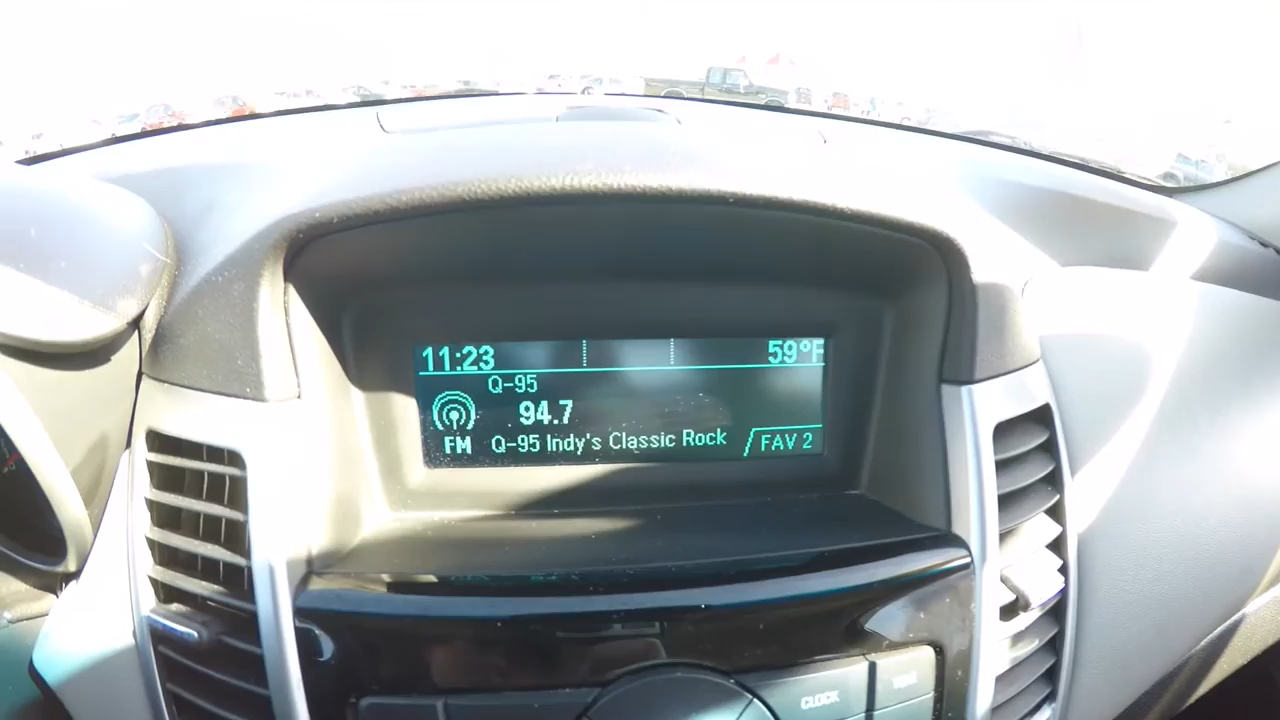 11:23 59°F
Q-95
94.7
FM Q-95 Indy's Classic Rock FAV 2
CLOCK